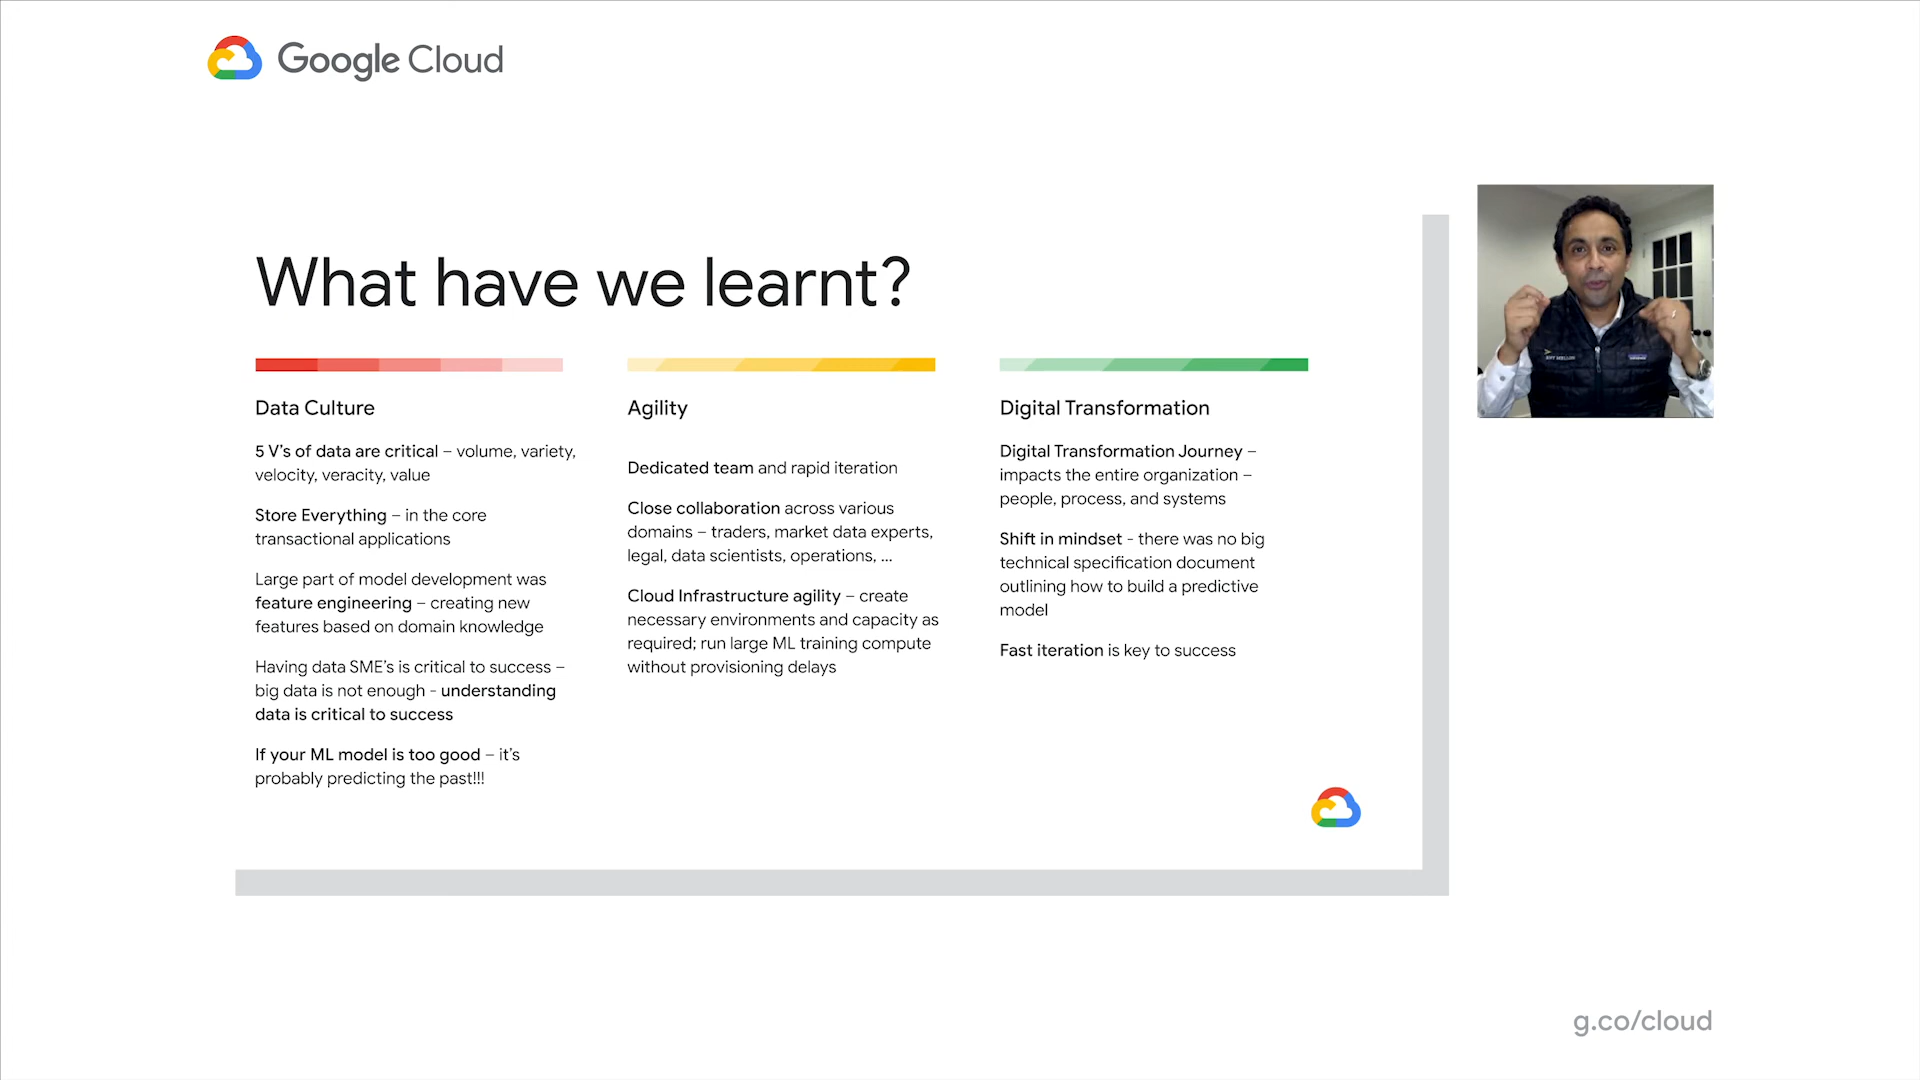 Google Cloud
What have we learnt?
Data Culture
5 V's of data are critical – volume, variety,
velocity, veracity, value
Store Everything – in the core
transactional applications
Large part of model development was
feature engineering – creating new
features based on domain knowledge
Having data SME's is critical to success –
big data is not enough - understanding
data is critical to success
If your ML model is too good – it's
probably predicting the past!!!
Agility
Dedicated team and rapid iteration
Close collaboration across various
domains – traders, market data experts,
legal, data scientists, operations, ...
Cloud Infrastructure agility – create
necessary environments and capacity as
required; run large ML training compute
without provisioning delays
Digital Transformation
Digital Transformation Journey –
impacts the entire organization –
people, process, and systems
Shift in mindset - there was no big
technical specification document
outlining how to build a predictive
model
Fast iteration is key to success
g.co/cloud